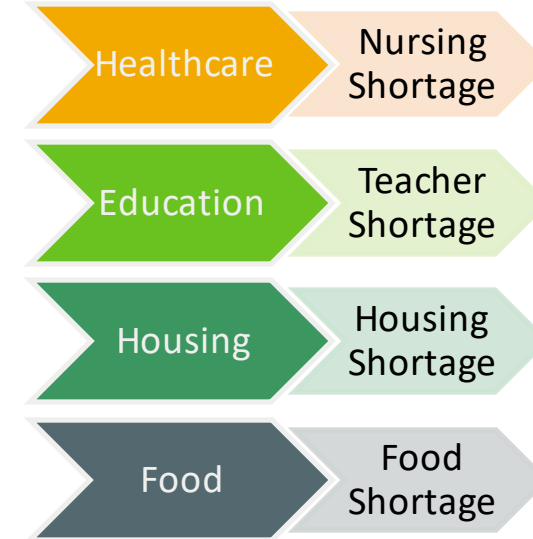 Healthcare
Nursing
Shortage
Education
Teacher
Shortage
Housing
Housing
Shortage
Food
Food
Shortage